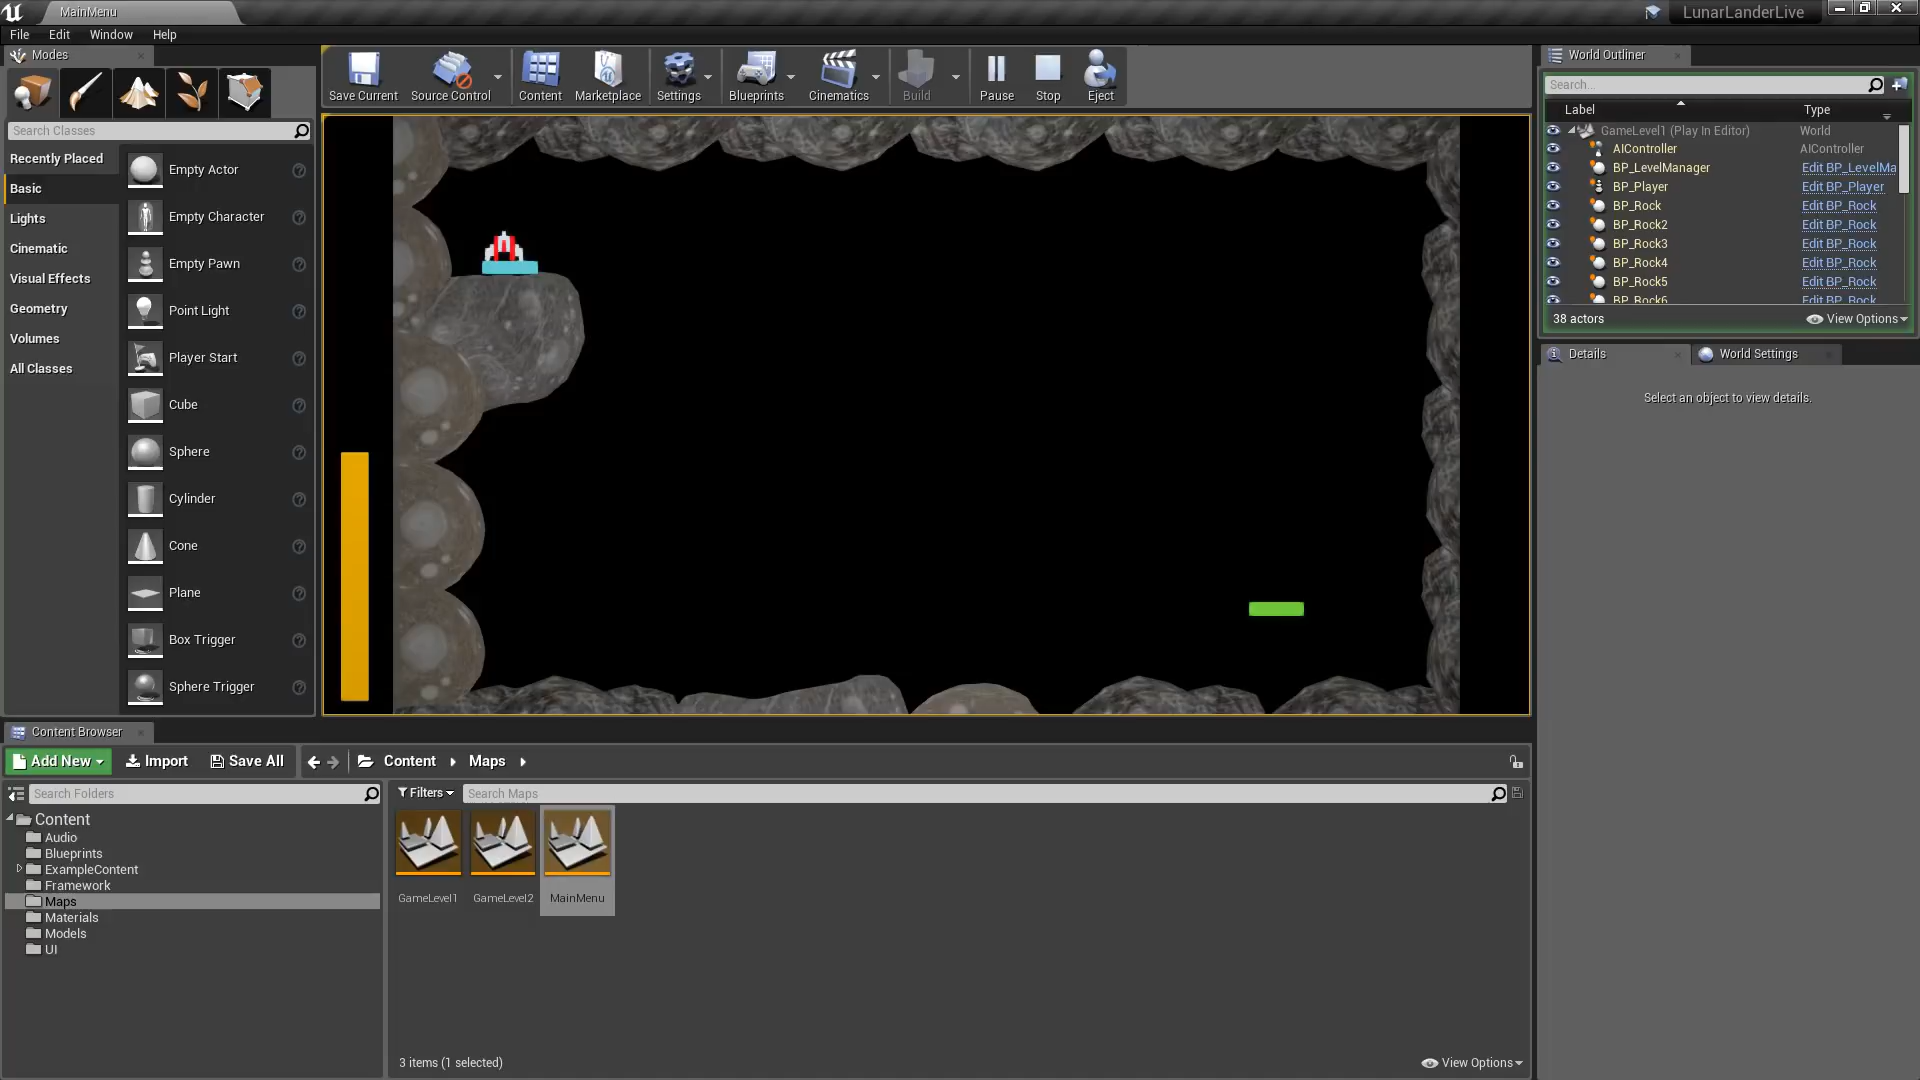 MainMenu
LunarLanderLive
File Edit Window Help
Modes
Search Classes
Recently Placed
Basic
Lights
Cinematic
Visual Effects
Geometry
Volumes
All Classes
Empty Actor
Empty Character
Empty Pawn
Point Light
Player Start
Cube
Sphere
Cylinder
Cone
Plane
Box Trigger
Sphere Trigger
Save Current
Source Control
Content
Marketplace
Settings
Blueprints
Cinematics
Build
Pause
Stop
Eject
World Outliner
Search...
Label Type
GameLevel1 (Play In Editor) World
AIController AIController
BP_LevelManager Edit BP_LevelMa
BP_Player Edit BP_Player
BP_Rock Edit BP_Rock
BP_Rock2 Edit BP_Rock
BP_Rock3 Edit BP_Rock
BP_Rock4 Edit BP_Rock
BP_Rock5 Edit BP_Rock
BP_Rock6 Edit BP_Rock
38 actors View Options
Details World Settings
Select an object to view details.
Content Browser
Add New Import Save All Content Maps
Search Folders
Content
Audio
Blueprints
ExampleContent
Framework
Maps
Materials
Models
UI
Filters Search Maps
GameLevel1 GameLevel2 MainMenu
3 items (1 selected) View Options